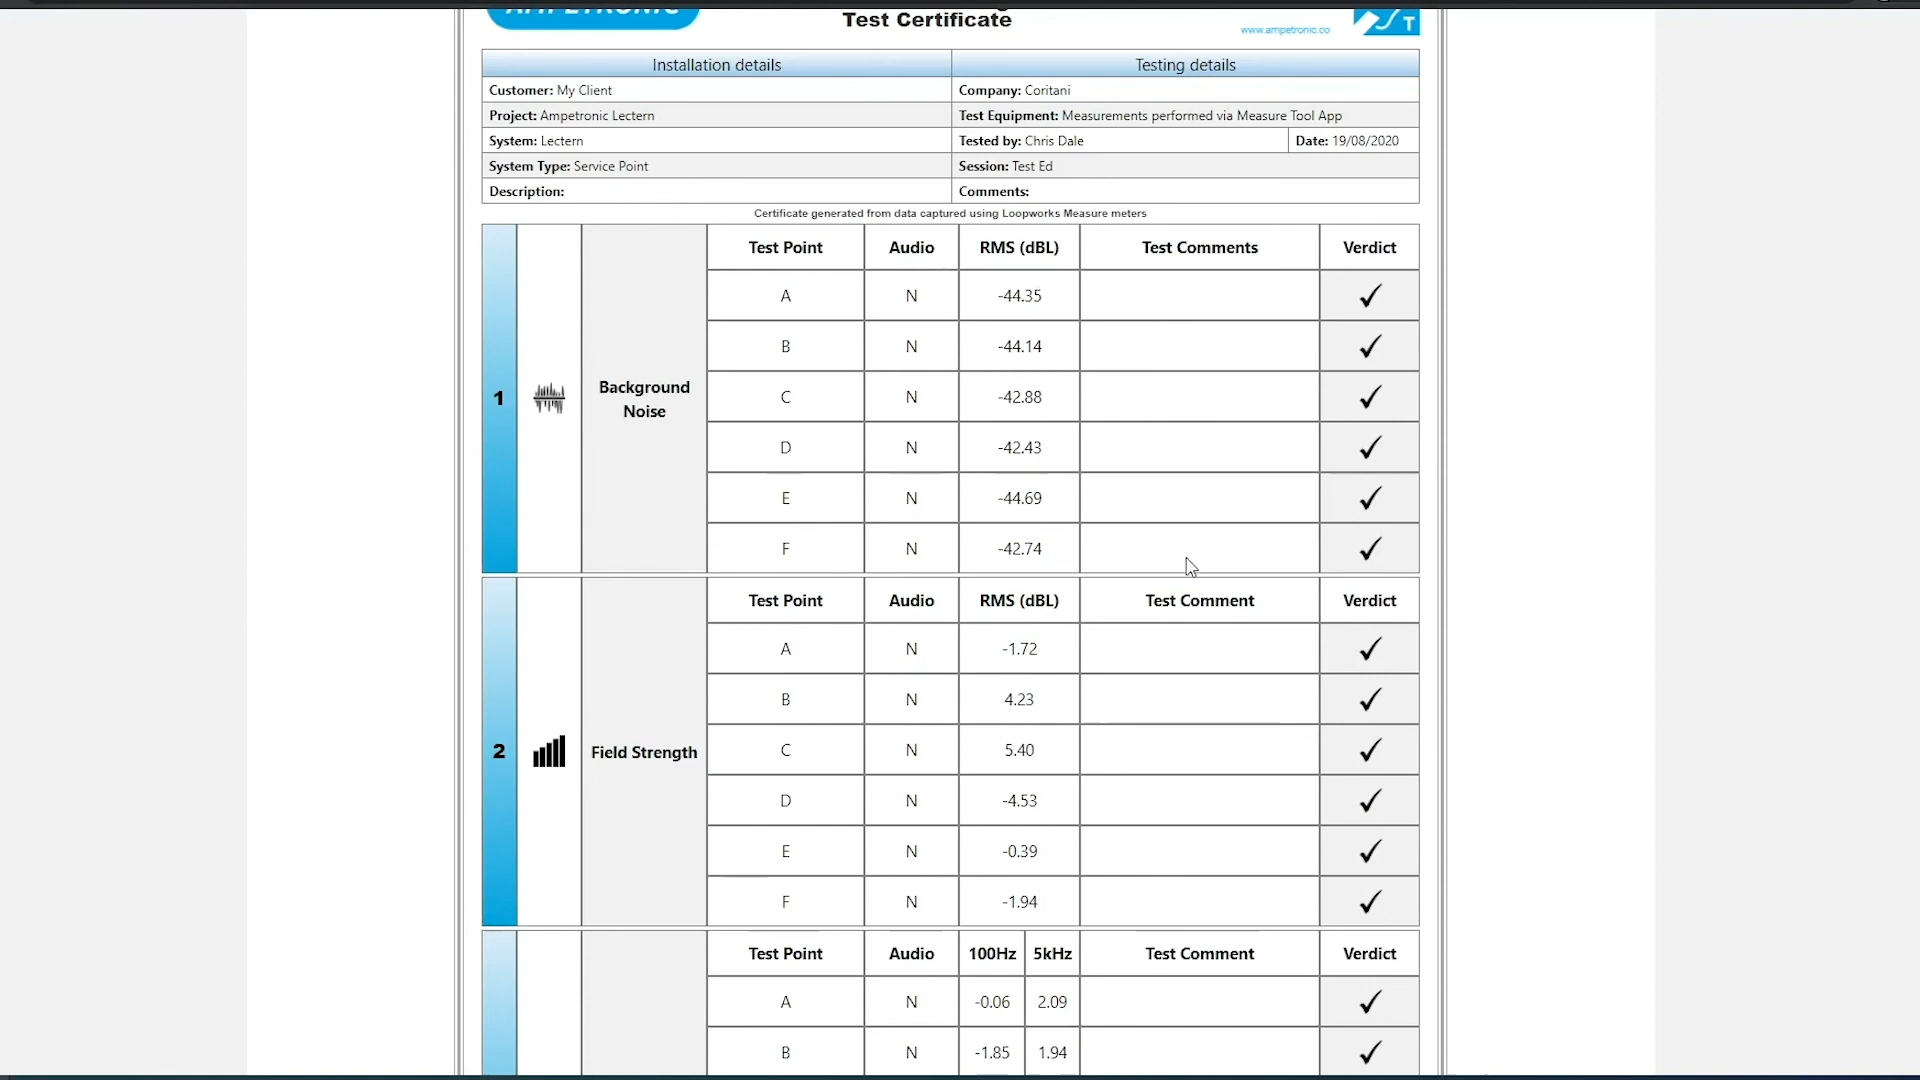 AMPETRONIC
Test Certificate
www.ampetronic.co
T
Installation details Testing details
Customer: My Client Company: Coritani
Project: Ampetronic Lectern Test Equipment: Measurements performed via Measure Tool App
System: Lectern Tested by: Chris Dale Date: 19/08/2020
System Type: Service Point Session: Test Ed
Description: Comments:
Certificate generated from data captured using Loopworks Measure meters
1 Background Noise
Test Point Audio RMS (dBL) Test Comments Verdict
A N -44.35 ✓
B N -44.14 ✓
C N -42.88 ✓
D N -42.43 ✓
E N -44.69 ✓
F N -42.74 ✓
2 Field Strength
Test Point Audio RMS (dBL) Test Comment Verdict
A N -1.72 ✓
B N 4.23 ✓
C N 5.40 ✓
D N -4.53 ✓
E N -0.39 ✓
F N -1.94 ✓
Test Point Audio 100Hz 5kHz Test Comment Verdict
A N -0.06 2.09 ✓
B N -1.85 1.94 ✓